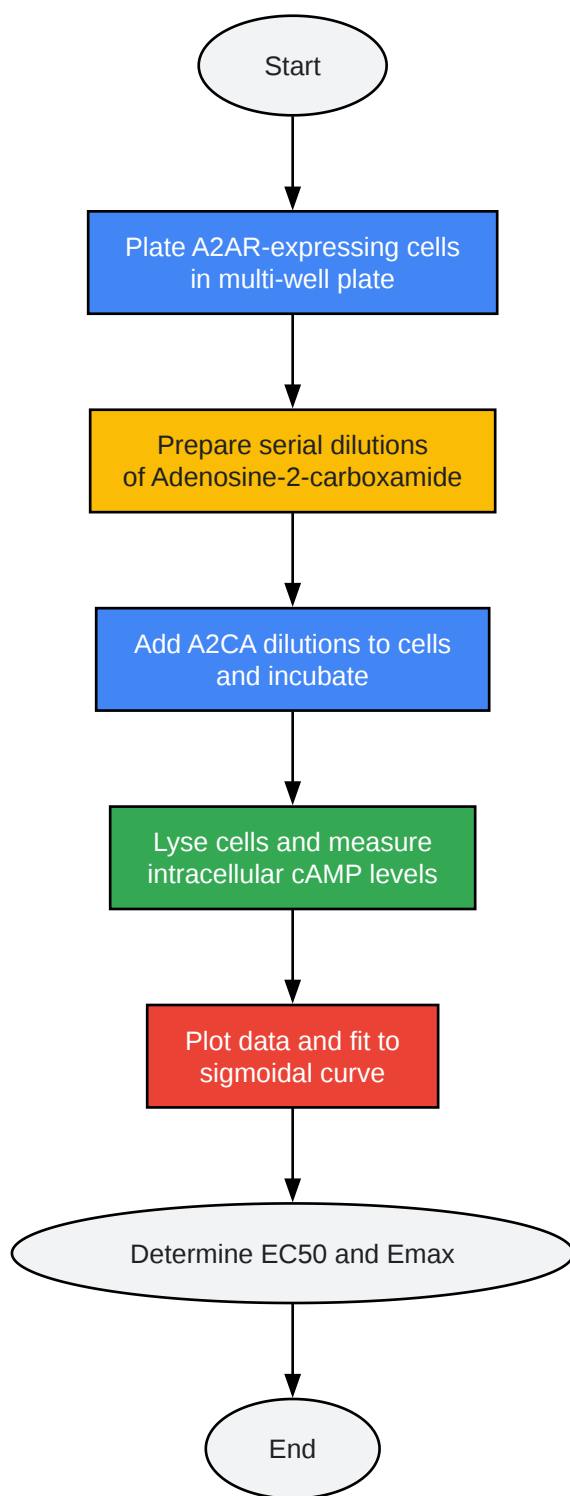 Start
Plate A2AR-expressing cells
in multi-well plate
Prepare serial dilutions
of Adenosine-2-carboxamide
Add A2CA dilutions to cells
and incubate
Lyse cells and measure
intracellular cAMP levels
Plot data and fit to
sigmoidal curve
Determine EC50 and Emax
End